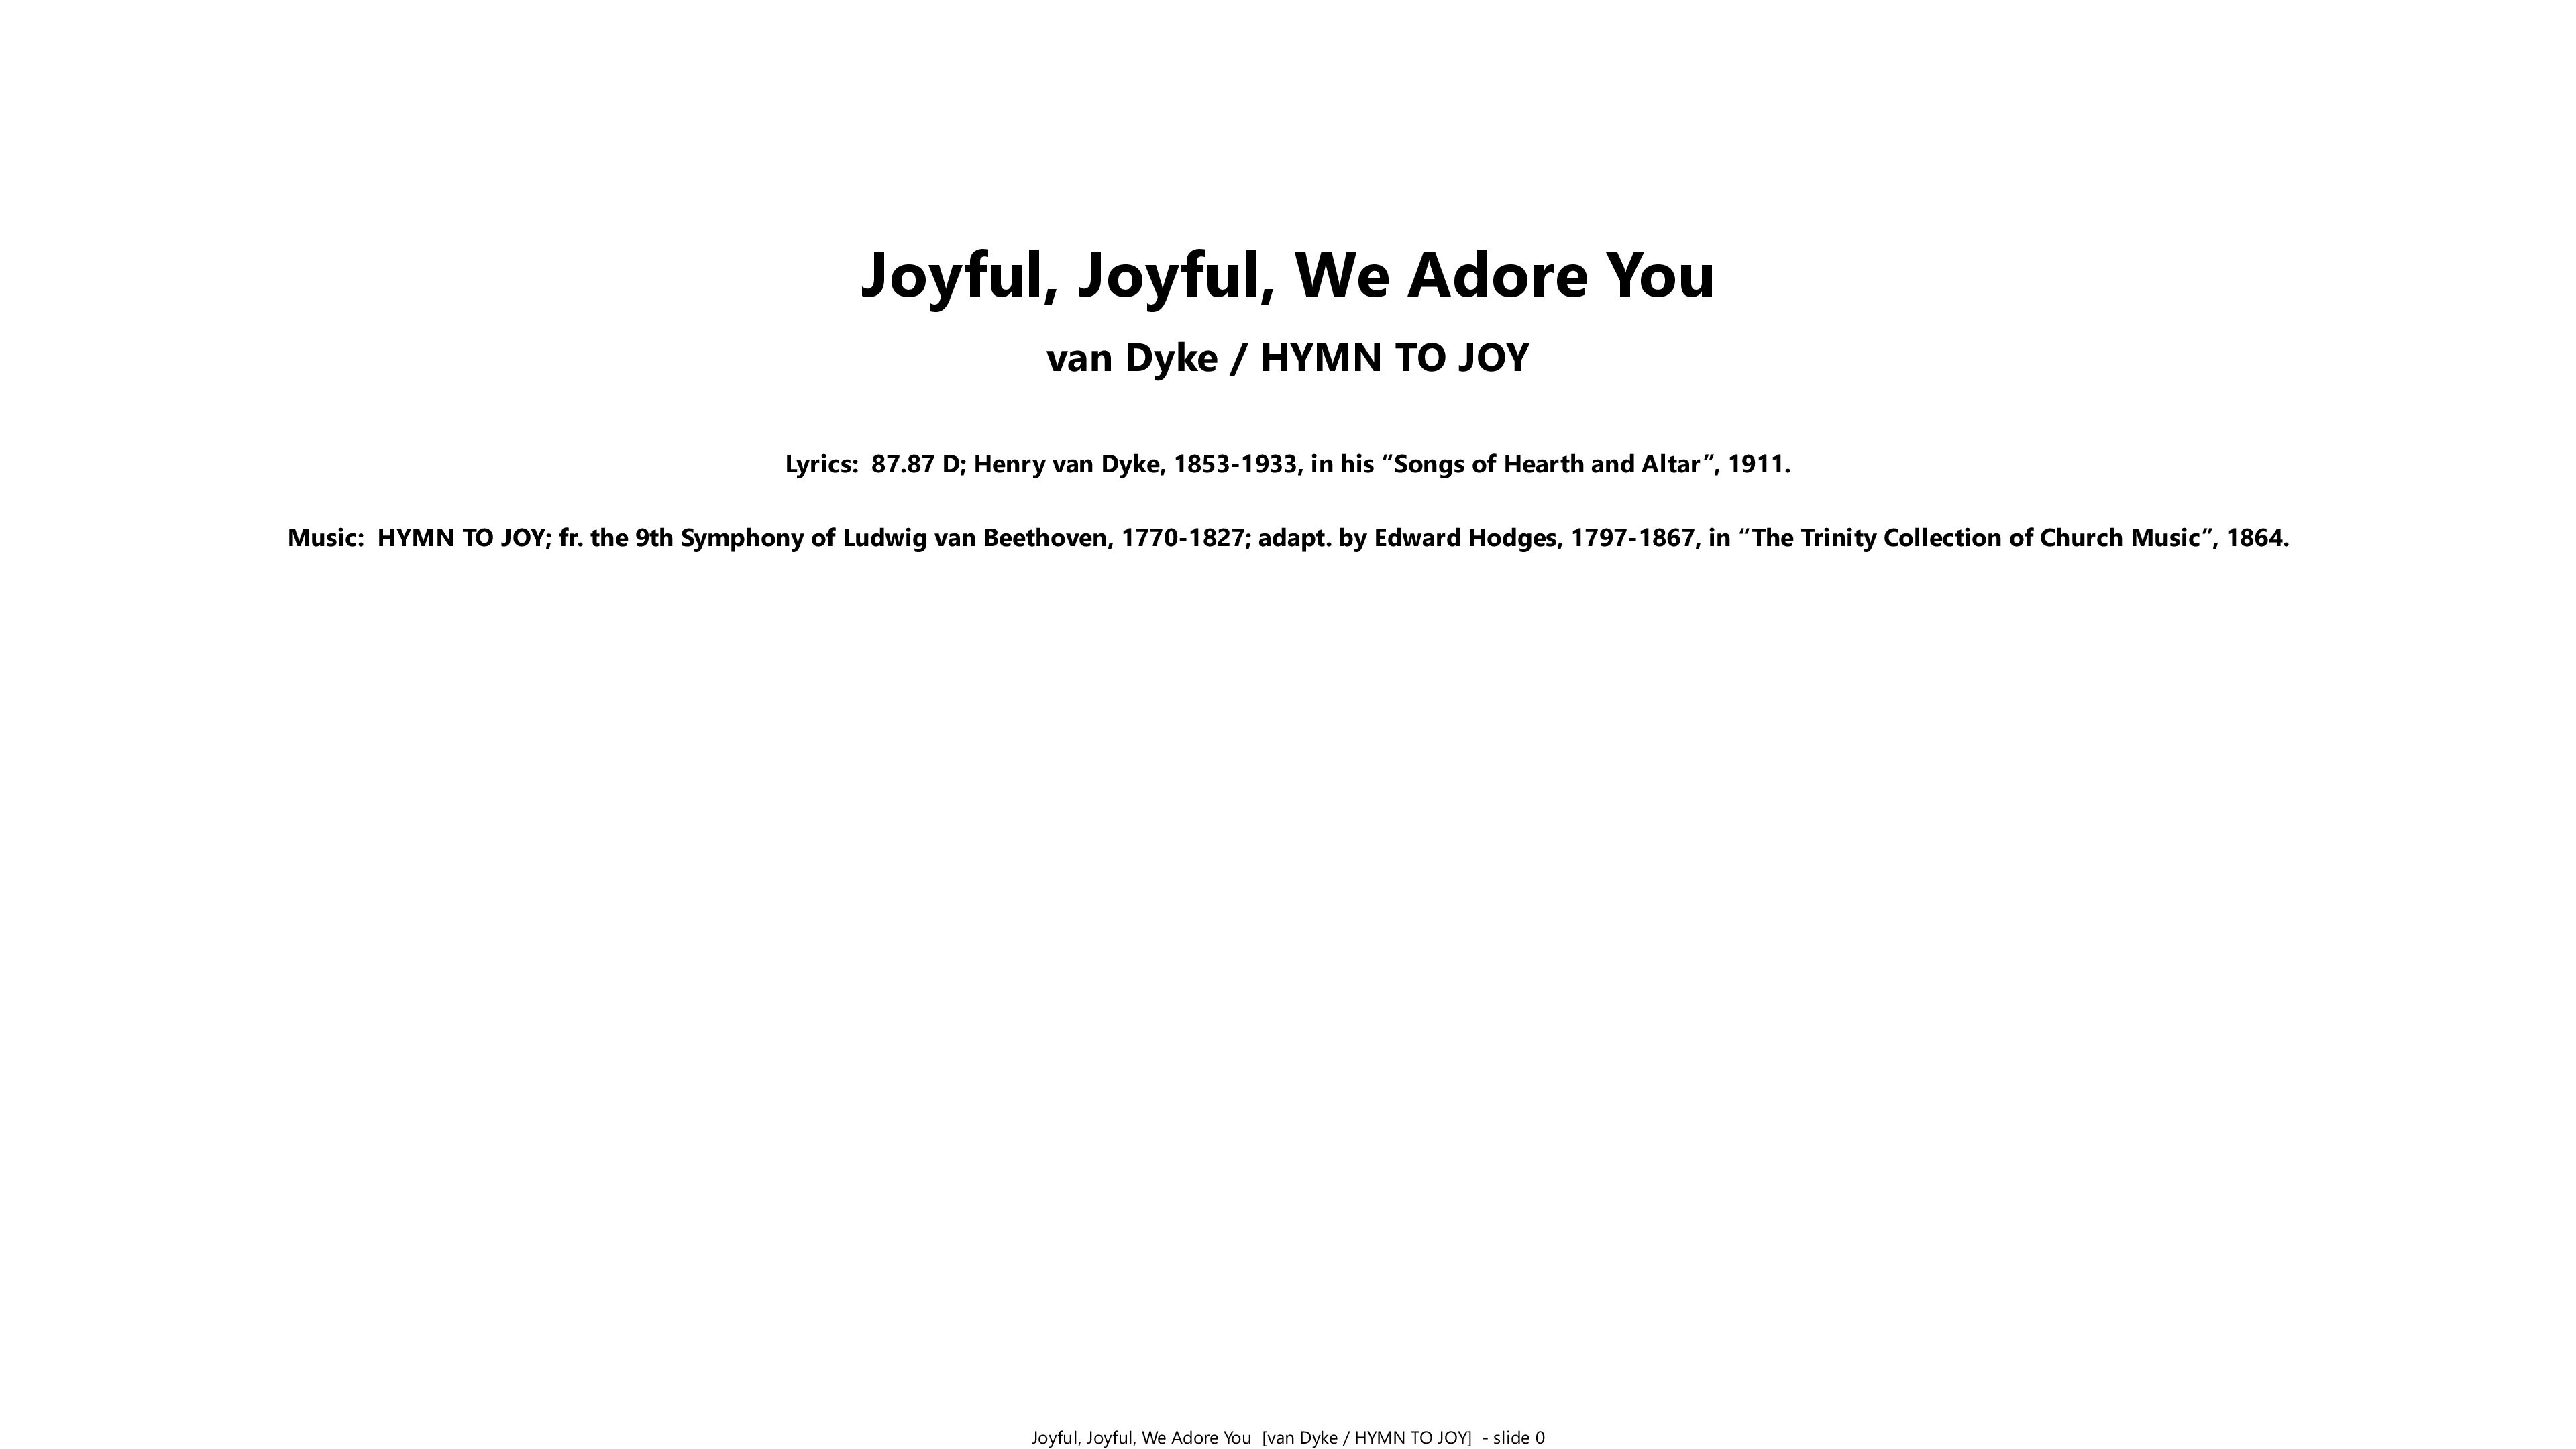 Joyful, Joyful, We Adore You
van Dyke / HYMN TO JOY
Lyrics:  87.87 D; Henry van Dyke, 1853-1933, in his “Songs of Hearth and Altar”, 1911.
Music:  HYMN TO JOY; fr. the 9th Symphony of Ludwig van Beethoven, 1770-1827; adapt. by Edward Hodges, 1797-1867, in “The Trinity Collection of Church Music”, 1864.
Joyful, Joyful, We Adore You  [van Dyke / HYMN TO JOY]  - slide 0